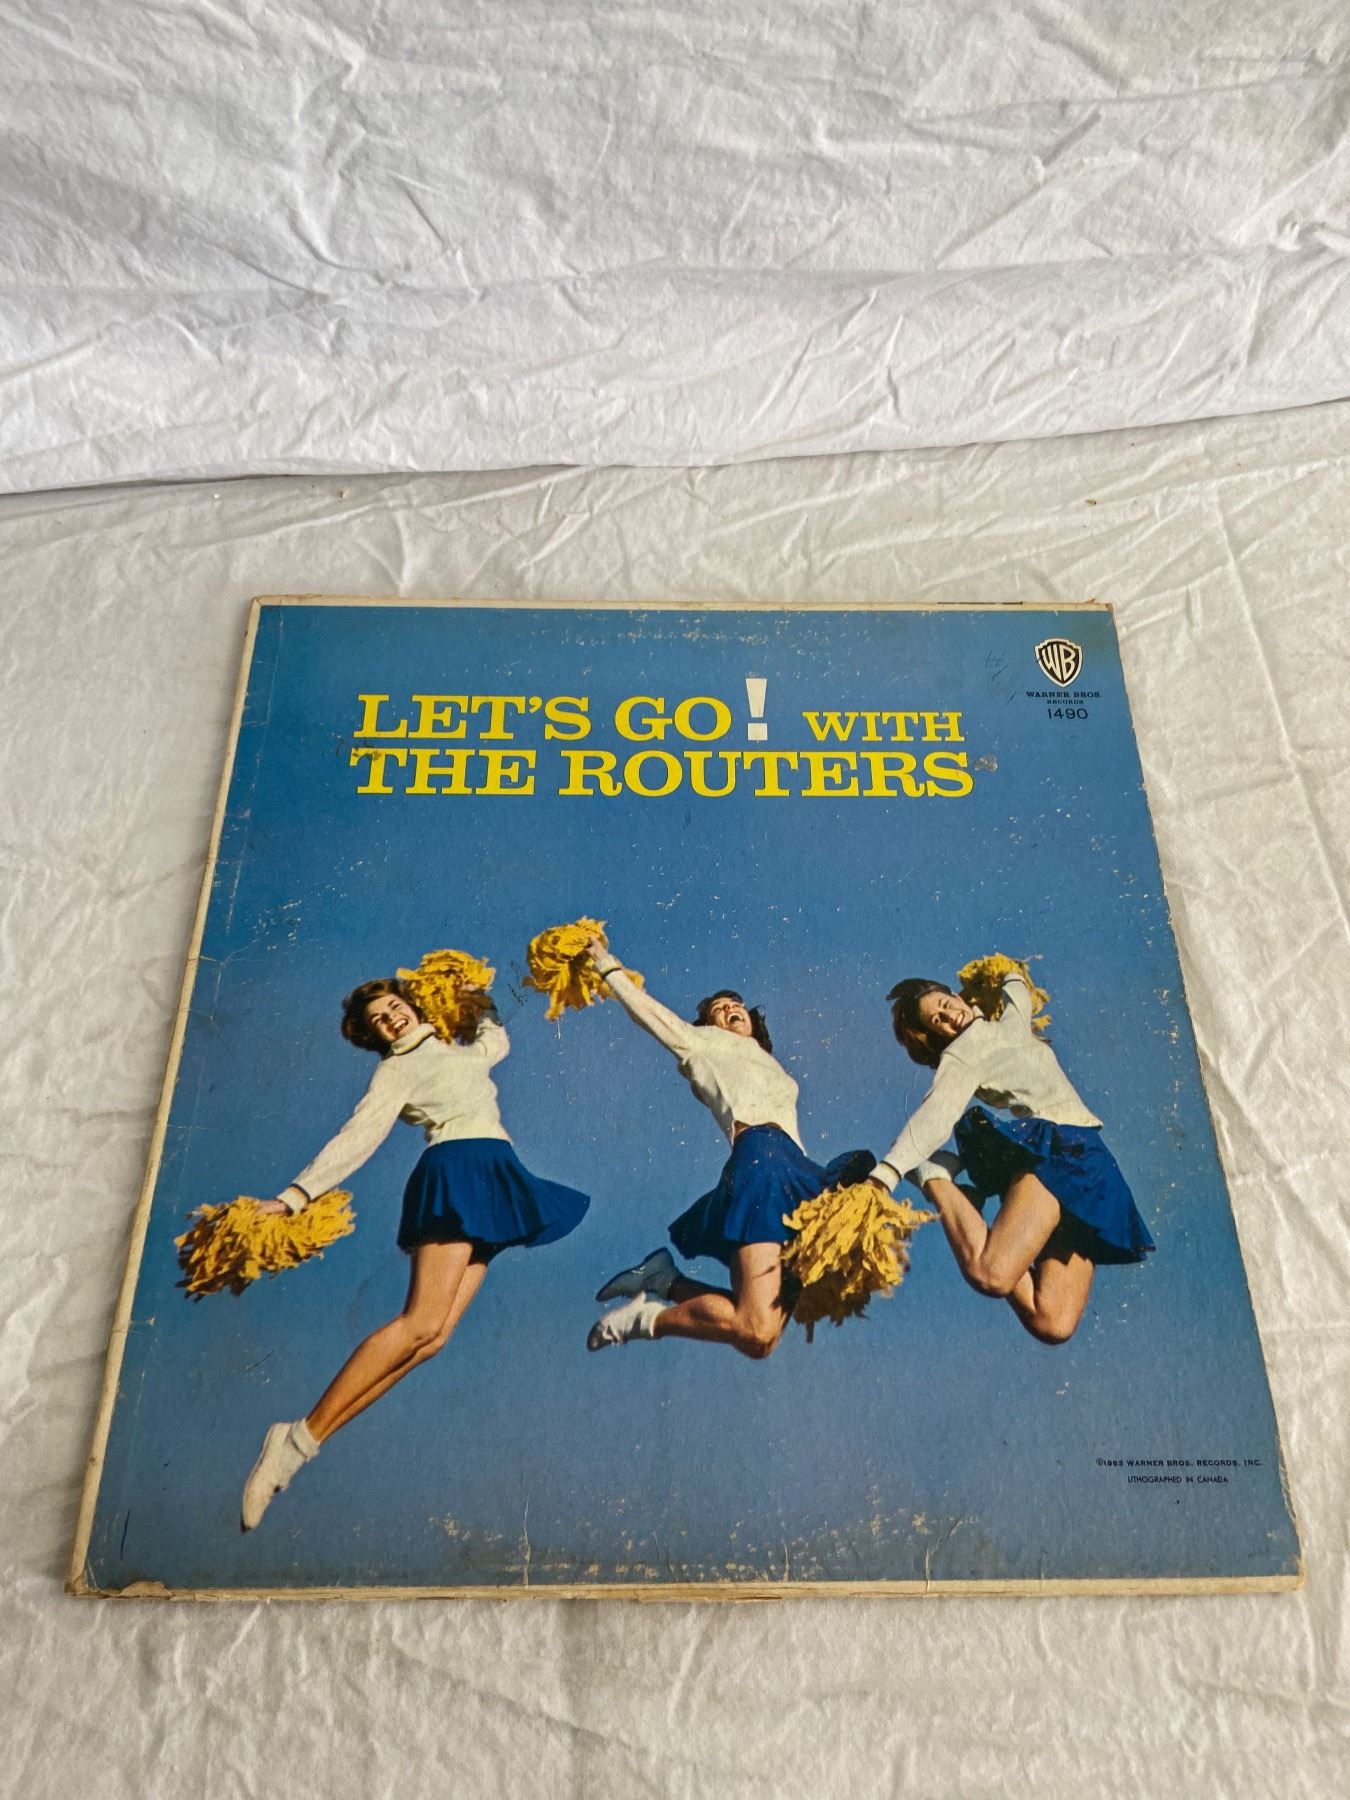 LET'S GO! WITH
THE ROUTERS
WB
WARNER BROS.
RECORDS
1490
©1963 WARNER BROS. RECORDS, INC.
LITHOGRAPHED IN CANADA